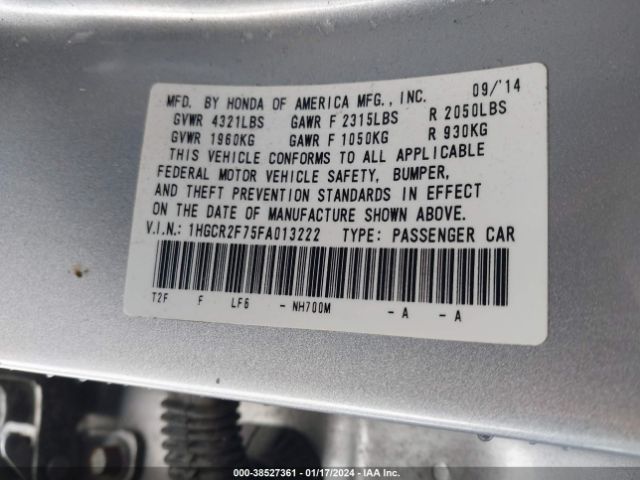 MFD. BY HONDA OF AMERICA MFG., INC. 09/'14
GVWR 4321LBS GAWR F 2315LBS R 2050LBS
GVWR 1960KG GAWR F 1050KG R 930KG
THIS VEHICLE CONFORMS TO ALL APPLICABLE
FEDERAL MOTOR VEHICLE SAFETY, BUMPER,
AND THEFT PREVENTION STANDARDS IN EFFECT
ON THE DATE OF MANUFACTURE SHOWN ABOVE.
V.I.N.: 1HGCR2F75FA013222 TYPE: PASSENGER CAR
T2F F LF6 - NH700M - A - A
000-38527361 | 01/17/2024 | IAA Inc.